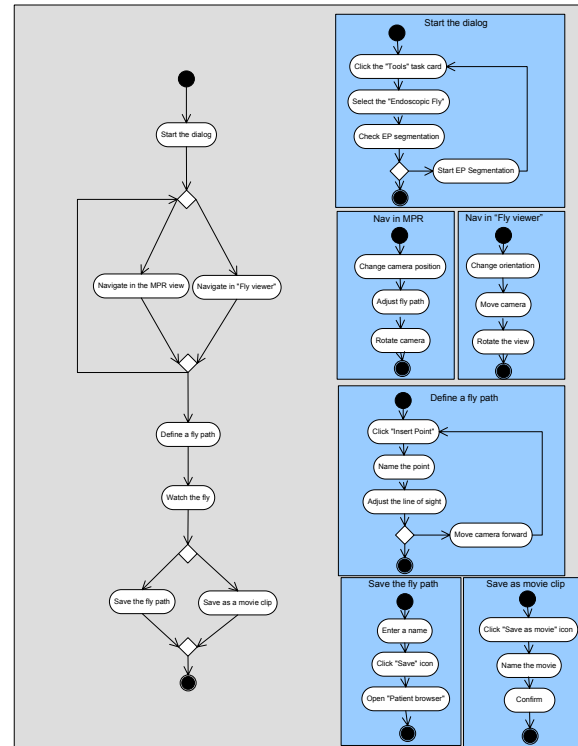 Start the dialog
Navigate in the MPR view
Navigate in "Fly viewer"
Define a fly path
Watch the fly
Save the fly path
Save as a movie clip
Start the dialog
Click the "Tools" task card
Select the "Endoscopic Fly"
Check EP segmentation
Start EP Segmentation
Nav in MPR
Change camera position
Adjust fly path
Rotate camera
Nav in "Fly viewer"
Change orientation
Move camera
Rotate the view
Define a fly path
Click "Insert Point"
Name the point
Adjust the line of sight
Move camera forward
Save the fly path
Enter a name
Click "Save" icon
Open "Patient browser"
Save as movie clip
Click "Save as movie" icon
Name the movie
Confirm